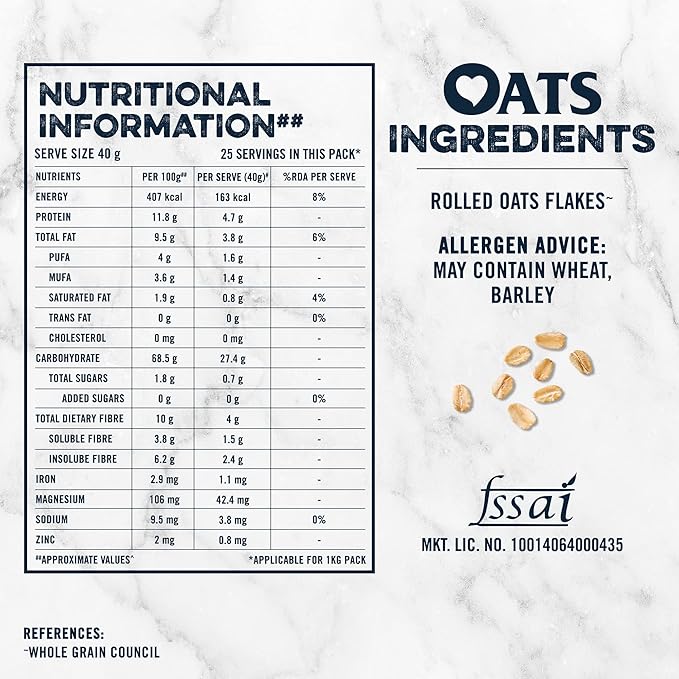 NUTRITIONAL
INFORMATION##
SERVE SIZE 40 g 25 SERVINGS IN THIS PACK*
NUTRIENTS PER 100g## PER SERVE (40g)# %RDA PER SERVE
ENERGY 407 kcal 163 kcal 8%
PROTEIN 11.8 g 4.7 g -
TOTAL FAT 9.5 g 3.8 g 6%
PUFA 4 g 1.6 g -
MUFA 3.6 g 1.4 g -
SATURATED FAT 1.9 g 0.8 g 4%
TRANS FAT 0 g 0 g 0%
CHOLESTEROL 0 mg 0 mg -
CARBOHYDRATE 68.5 g 27.4 g -
TOTAL SUGARS 1.8 g 0.7 g -
ADDED SUGARS 0 g 0 g 0%
TOTAL DIETARY FIBRE 10 g 4 g -
SOLUBLE FIBRE 3.8 g 1.5 g -
INSOLUBE FIBRE 6.2 g 2.4 g -
IRON 2.9 mg 1.1 mg -
MAGNESIUM 106 mg 42.4 mg -
SODIUM 9.5 mg 3.8 mg 0%
ZINC 2 mg 0.8 mg -
##APPROXIMATE VALUES^ *APPLICABLE FOR 1KG PACK
REFERENCES:
~WHOLE GRAIN COUNCIL
OATS
INGREDIENTS
ROLLED OATS FLAKES~
ALLERGEN ADVICE:
MAY CONTAIN WHEAT,
BARLEY
fssai
MKT. LIC. NO. 10014064000435